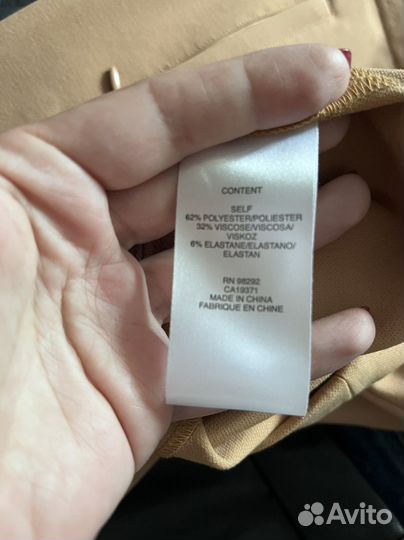 CONTENT
SELF
62% POLYESTER/POLIESTER
32% VISCOSE/VISCOSA/
VISKOZ
6% ELASTANE/ELASTANO/
ELASTAN
RN 98292
CA19371
MADE IN CHINA
FABRIQUE EN CHINE
Avito